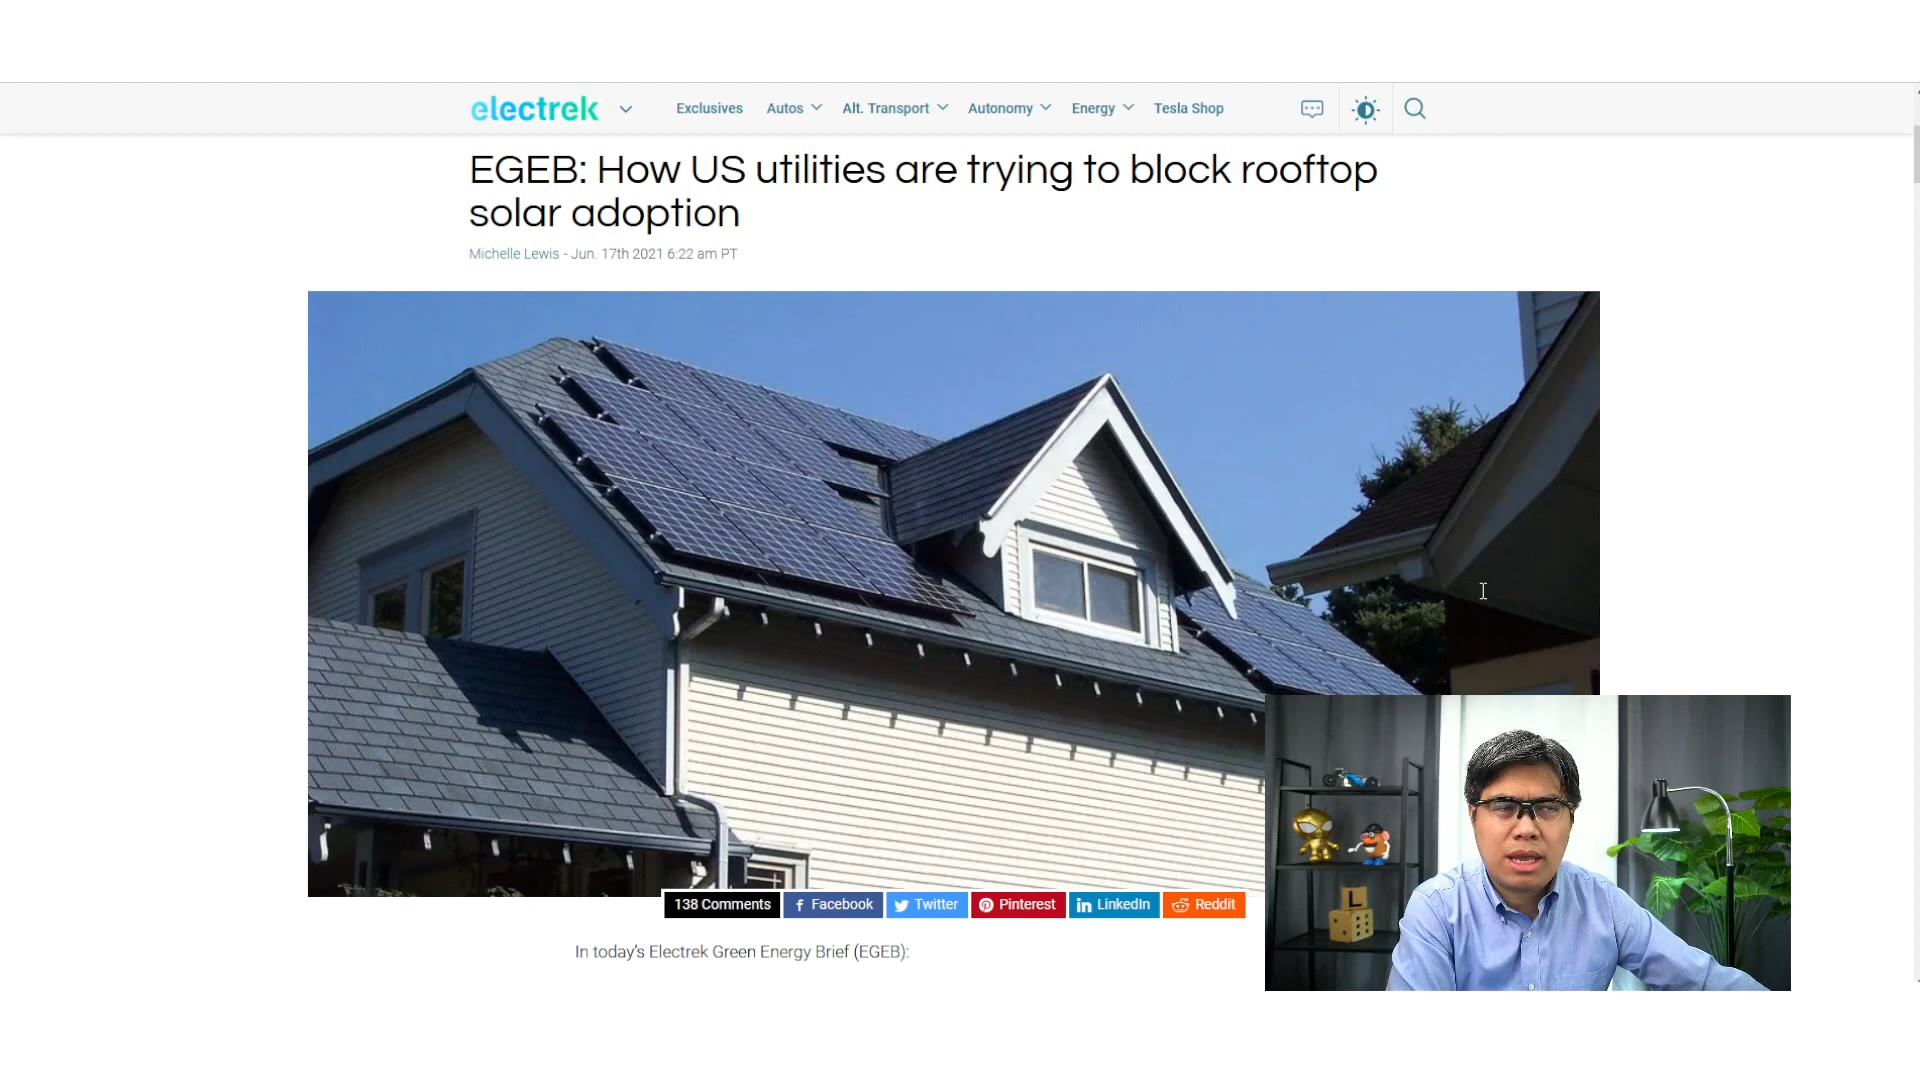 electrek
Exclusives Autos Alt. Transport Autonomy Energy Tesla Shop
EGEB: How US utilities are trying to block rooftop
solar adoption
Michelle Lewis - Jun. 17th 2021 6:22 am PT
L
138 Comments Facebook Twitter Pinterest LinkedIn Reddit
In today's Electrek Green Energy Brief (EGEB):